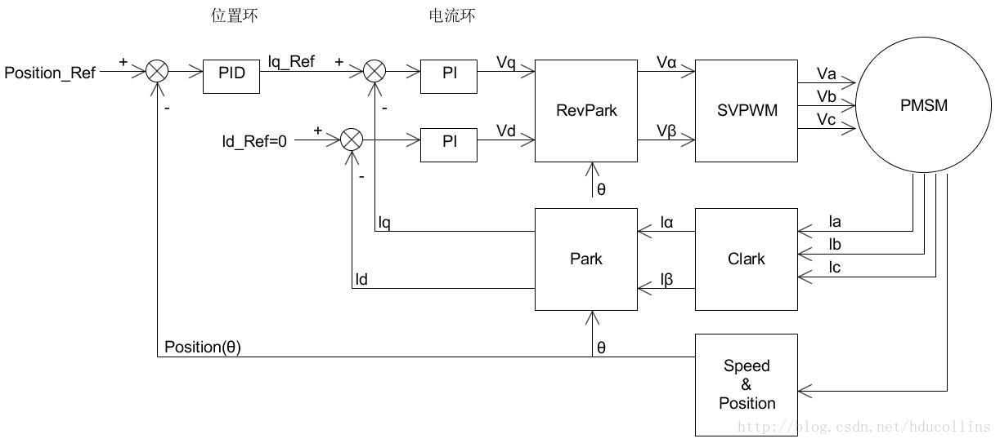 位置环
电流环
Position_Ref
+
-
PID
Iq_Ref
+
-
PI
Vq
RevPark
Vα
SVPWM
Va
Vb
Vc
PMSM
Id_Ref=0
+
-
PI
Vd
Vβ
θ
Iq
Id
Park
Iα
Iβ
Clark
Ia
Ib
Ic
Position(θ)
θ
Speed
&
Position
http://blog.csdn.net/hducollins